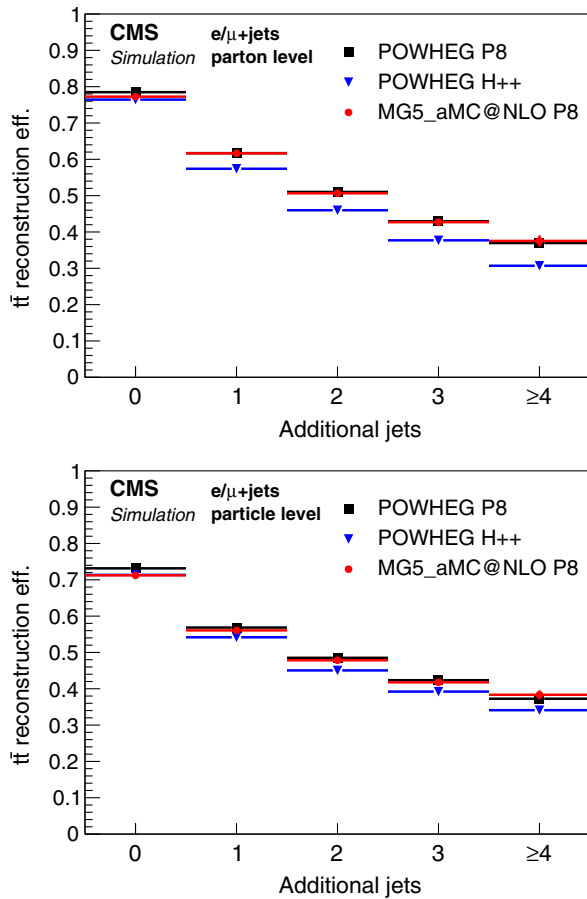 CMS e/μ+jets
Simulation parton level
POWHEG P8
POWHEG H++
MG5_aMC@NLO P8
tt̄ reconstruction eff.
1
0.9
0.8
0.7
0.6
0.5
0.4
0.3
0.2
0.1
0
0 1 2 3 ≥4
Additional jets
CMS e/μ+jets
Simulation particle level
POWHEG P8
POWHEG H++
MG5_aMC@NLO P8
tt̄ reconstruction eff.
1
0.9
0.8
0.7
0.6
0.5
0.4
0.3
0.2
0.1
0
0 1 2 3 ≥4
Additional jets